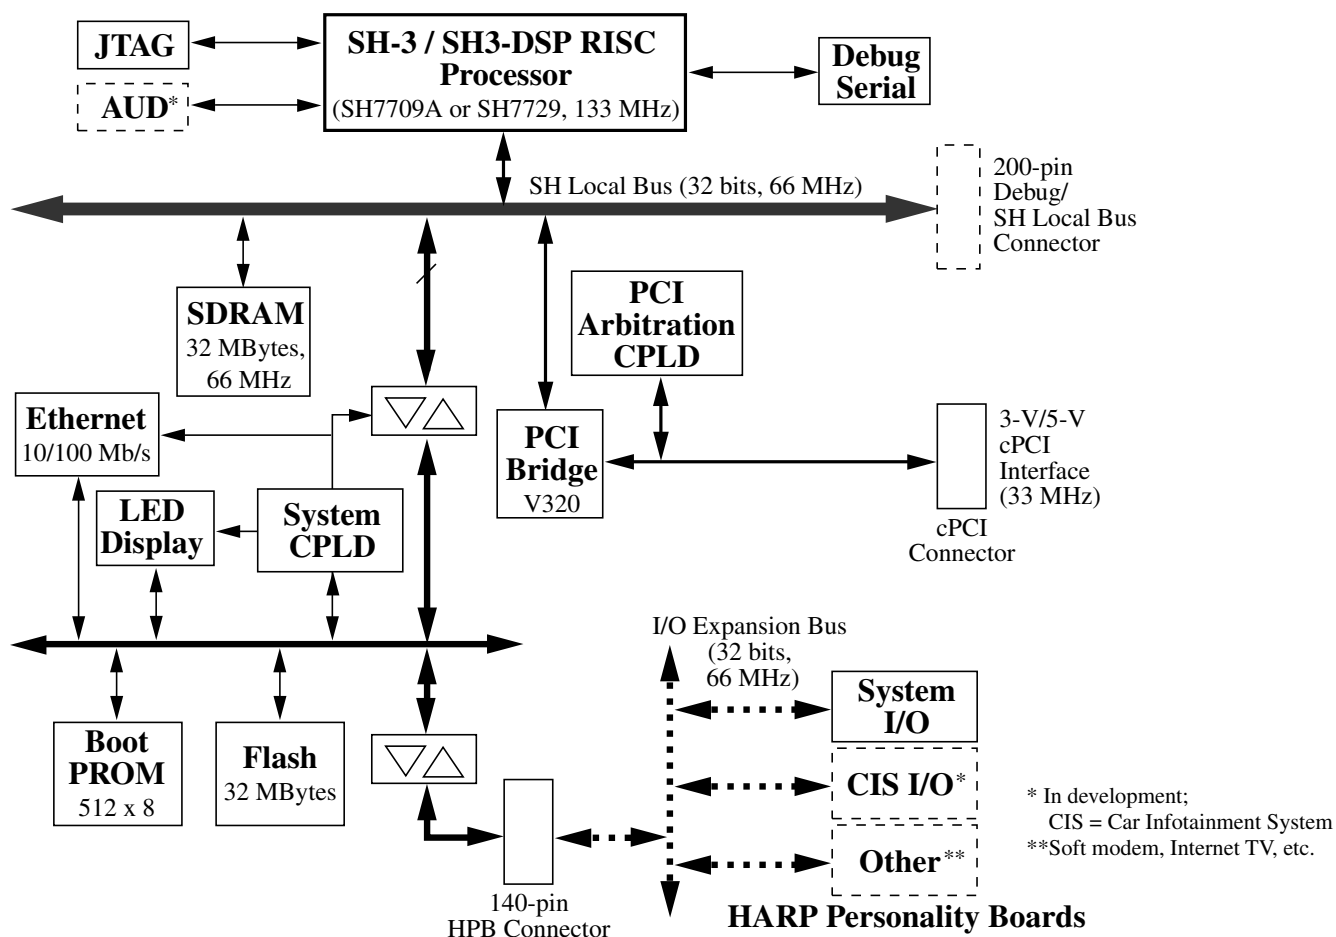 JTAG
AUD*
SH-3 / SH3-DSP RISC
Processor
(SH7709A or SH7729, 133 MHz)
Debug
Serial
SH Local Bus (32 bits, 66 MHz)
200-pin
Debug/
SH Local Bus
Connector
SDRAM
32 MBytes,
66 MHz
PCI
Arbitration
CPLD
Ethernet
10/100 Mb/s
PCI
Bridge
V320
3-V/5-V
cPCI
Interface
(33 MHz)
cPCI
Connector
LED
Display
System
CPLD
I/O Expansion Bus
(32 bits,
66 MHz)
System
I/O
Boot
PROM
512 x 8
Flash
32 MBytes
CIS I/O*
Other**
* In development;
CIS = Car Infotainment System
**Soft modem, Internet TV, etc.
140-pin
HPB Connector
HARP Personality Boards